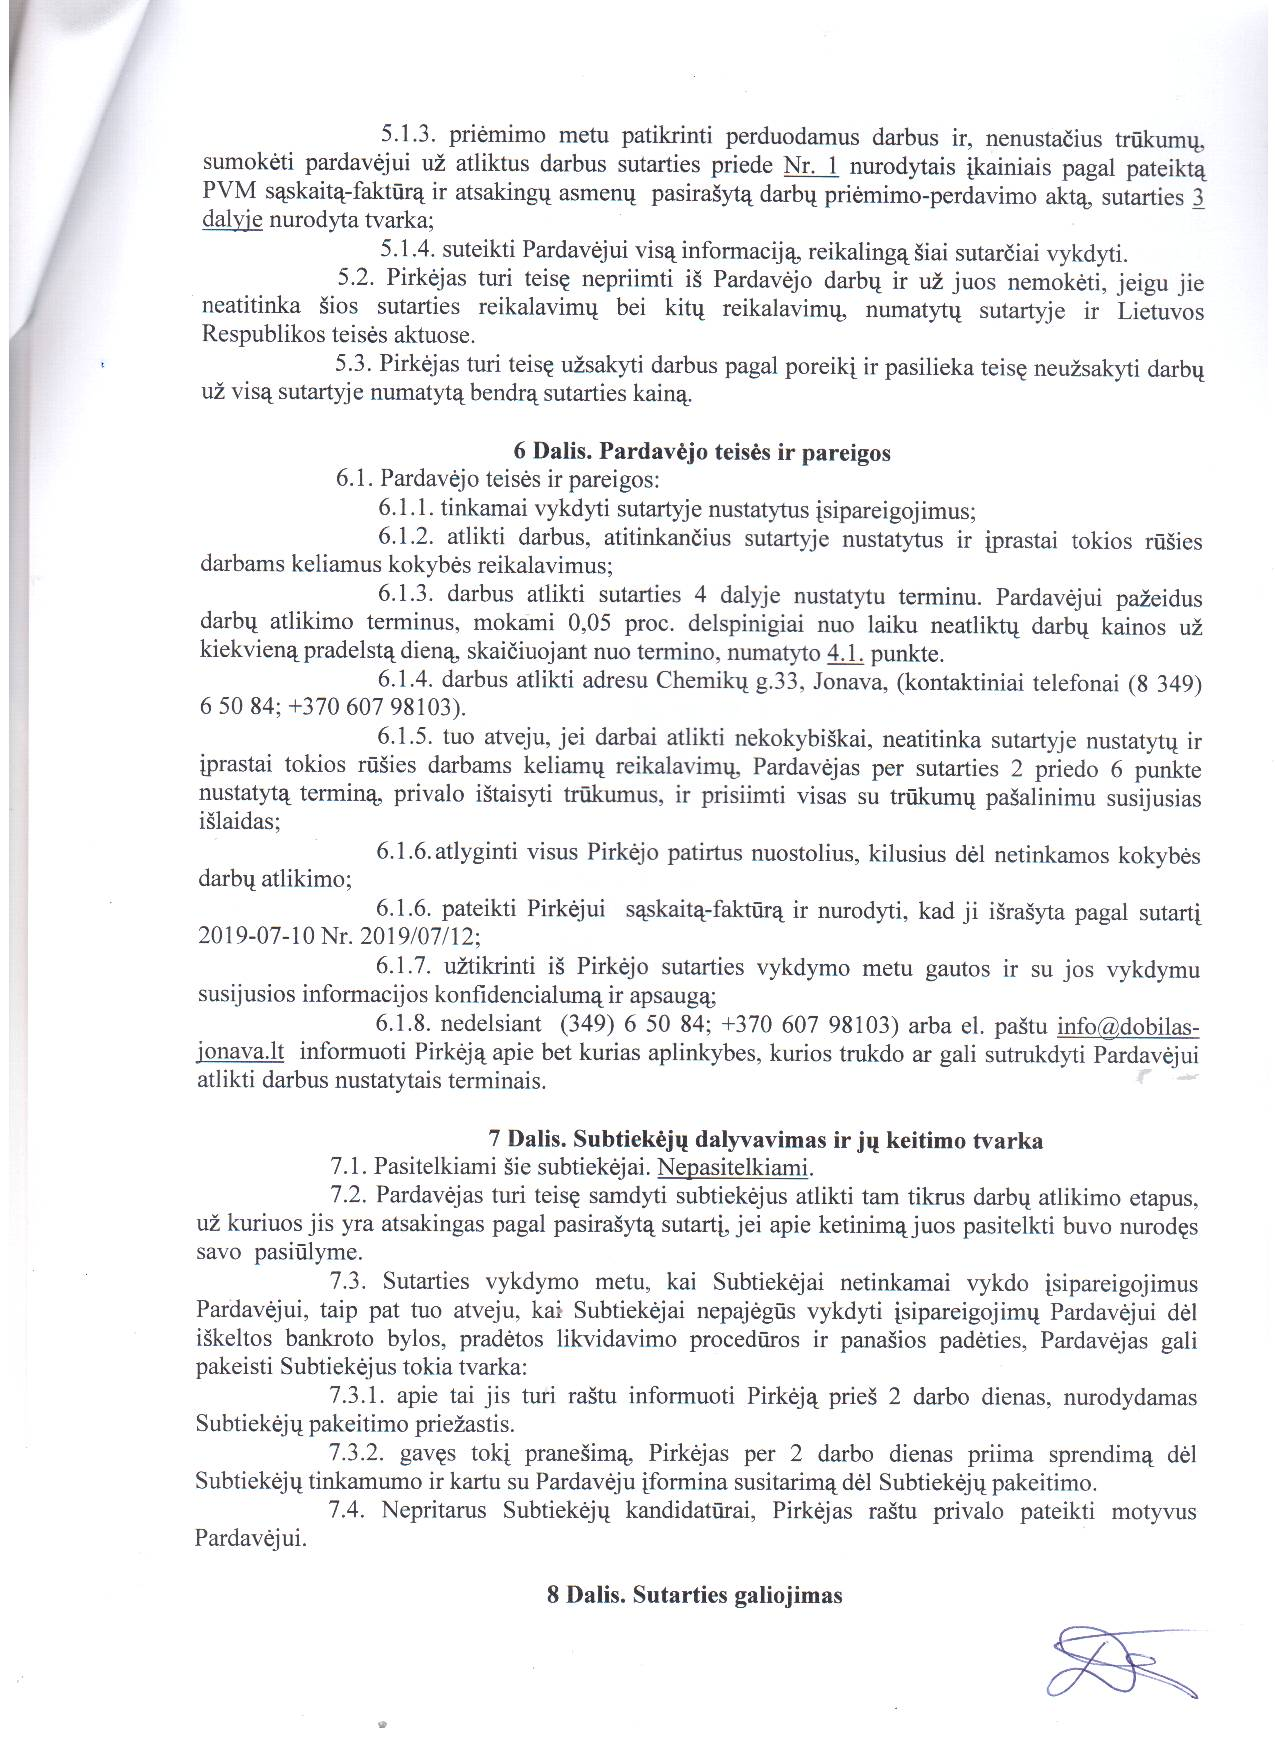 5.1.3. priėmimo metu patikrinti perduodamus darbus ir, nenustačius trūkumų,
sumokėti pardavėjui už atliktus darbus sutarties priede Nr. 1 nurodytais įkainiais pagal pateiktą
PVM sąskaitą-faktūrą ir atsakingų asmenų pasirašytą darbų priėmimo-perdavimo aktą, sutarties 3
dalyje nurodyta tvarka;
5.1.4. suteikti Pardavėjui visą informaciją, reikalingą šiai sutarčiai vykdyti.
5.2. Pirkėjas turi teisę nepriimti iš Pardavėjo darbų ir už juos nemokėti, jeigu jie
neatitinka šios sutarties reikalavimų bei kitų reikalavimų, numatytų sutartyje ir Lietuvos
Respublikos teisės aktuose.
5.3. Pirkėjas turi teisę užsakyti darbus pagal poreikį ir pasilieka teisę neužsakyti darbų
už visą sutartyje numatytą bendrą sutarties kainą.
6 Dalis. Pardavėjo teisės ir pareigos
6.1. Pardavėjo teisės ir pareigos:
6.1.1. tinkamai vykdyti sutartyje nustatytus įsipareigojimus;
6.1.2. atlikti darbus, atitinkančius sutartyje nustatytus ir įprastai tokios rūšies
darbams keliamus kokybės reikalavimus;
6.1.3. darbus atlikti sutarties 4 dalyje nustatytu terminu. Pardavėjui pažeidus
darbų atlikimo terminus, mokami 0,05 proc. delspinigiai nuo laiku neatliktų darbų kainos už
kiekvieną pradelstą dieną, skaičiuojant nuo termino, numatyto 4.1. punkte.
6.1.4. darbus atlikti adresu Chemikų g.33, Jonava, (kontaktiniai telefonai (8 349)
6 50 84; +370 607 98103).
6.1.5. tuo atveju, jei darbai atlikti nekokybiškai, neatitinka sutartyje nustatytų ir
įprastai tokios rūšies darbams keliamų reikalavimų, Pardavėjas per sutarties 2 priedo 6 punkte
nustatytą terminą, privalo ištaisyti trūkumus, ir prisiimti visas su trūkumų pašalinimu susijusias
išlaidas;
6.1.6. atlyginti visus Pirkėjo patirtus nuostolius, kilusius dėl netinkamos kokybės
darbų atlikimo;
6.1.6. pateikti Pirkėjui sąskaitą-faktūrą ir nurodyti, kad ji išrašyta pagal sutartį
2019-07-10 Nr. 2019/07/12;
6.1.7. užtikrinti iš Pirkėjo sutarties vykdymo metu gautos ir su jos vykdymu
susijusios informacijos konfidencialumą ir apsaugą;
6.1.8. nedelsiant (349) 6 50 84; +370 607 98103) arba el. paštu info@dobilas-
jonava.lt informuoti Pirkėją apie bet kurias aplinkybes, kurios trukdo ar gali sutrukdyti Pardavėjui
atlikti darbus nustatytais terminais.
7 Dalis. Subtiekėjų dalyvavimas ir jų keitimo tvarka
7.1. Pasitelkiami šie subtiekėjai. Nepasitelkiami.
7.2. Pardavėjas turi teisę samdyti subtiekėjus atlikti tam tikrus darbų atlikimo etapus,
už kuriuos jis yra atsakingas pagal pasirašytą sutartį, jei apie ketinimą juos pasitelkti buvo nurodęs
savo pasiūlyme.
7.3. Sutarties vykdymo metu, kai Subtiekėjai netinkamai vykdo įsipareigojimus
Pardavėjui, taip pat tuo atveju, kai Subtiekėjai nepajėgūs vykdyti įsipareigojimų Pardavėjui dėl
iškeltos bankroto bylos, pradėtos likvidavimo procedūros ir panašios padėties, Pardavėjas gali
pakeisti Subtiekėjus tokia tvarka:
7.3.1. apie tai jis turi raštu informuoti Pirkėją prieš 2 darbo dienas, nurodydamas
Subtiekėjų pakeitimo priežastis.
7.3.2. gavęs tokį pranešimą, Pirkėjas per 2 darbo dienas priima sprendimą dėl
Subtiekėjų tinkamumo ir kartu su Pardavėju įformina susitarimą dėl Subtiekėjų pakeitimo.
7.4. Nepritarus Subtiekėjų kandidatūrai, Pirkėjas raštu privalo pateikti motyvus
Pardavėjui.
8 Dalis. Sutarties galiojimas